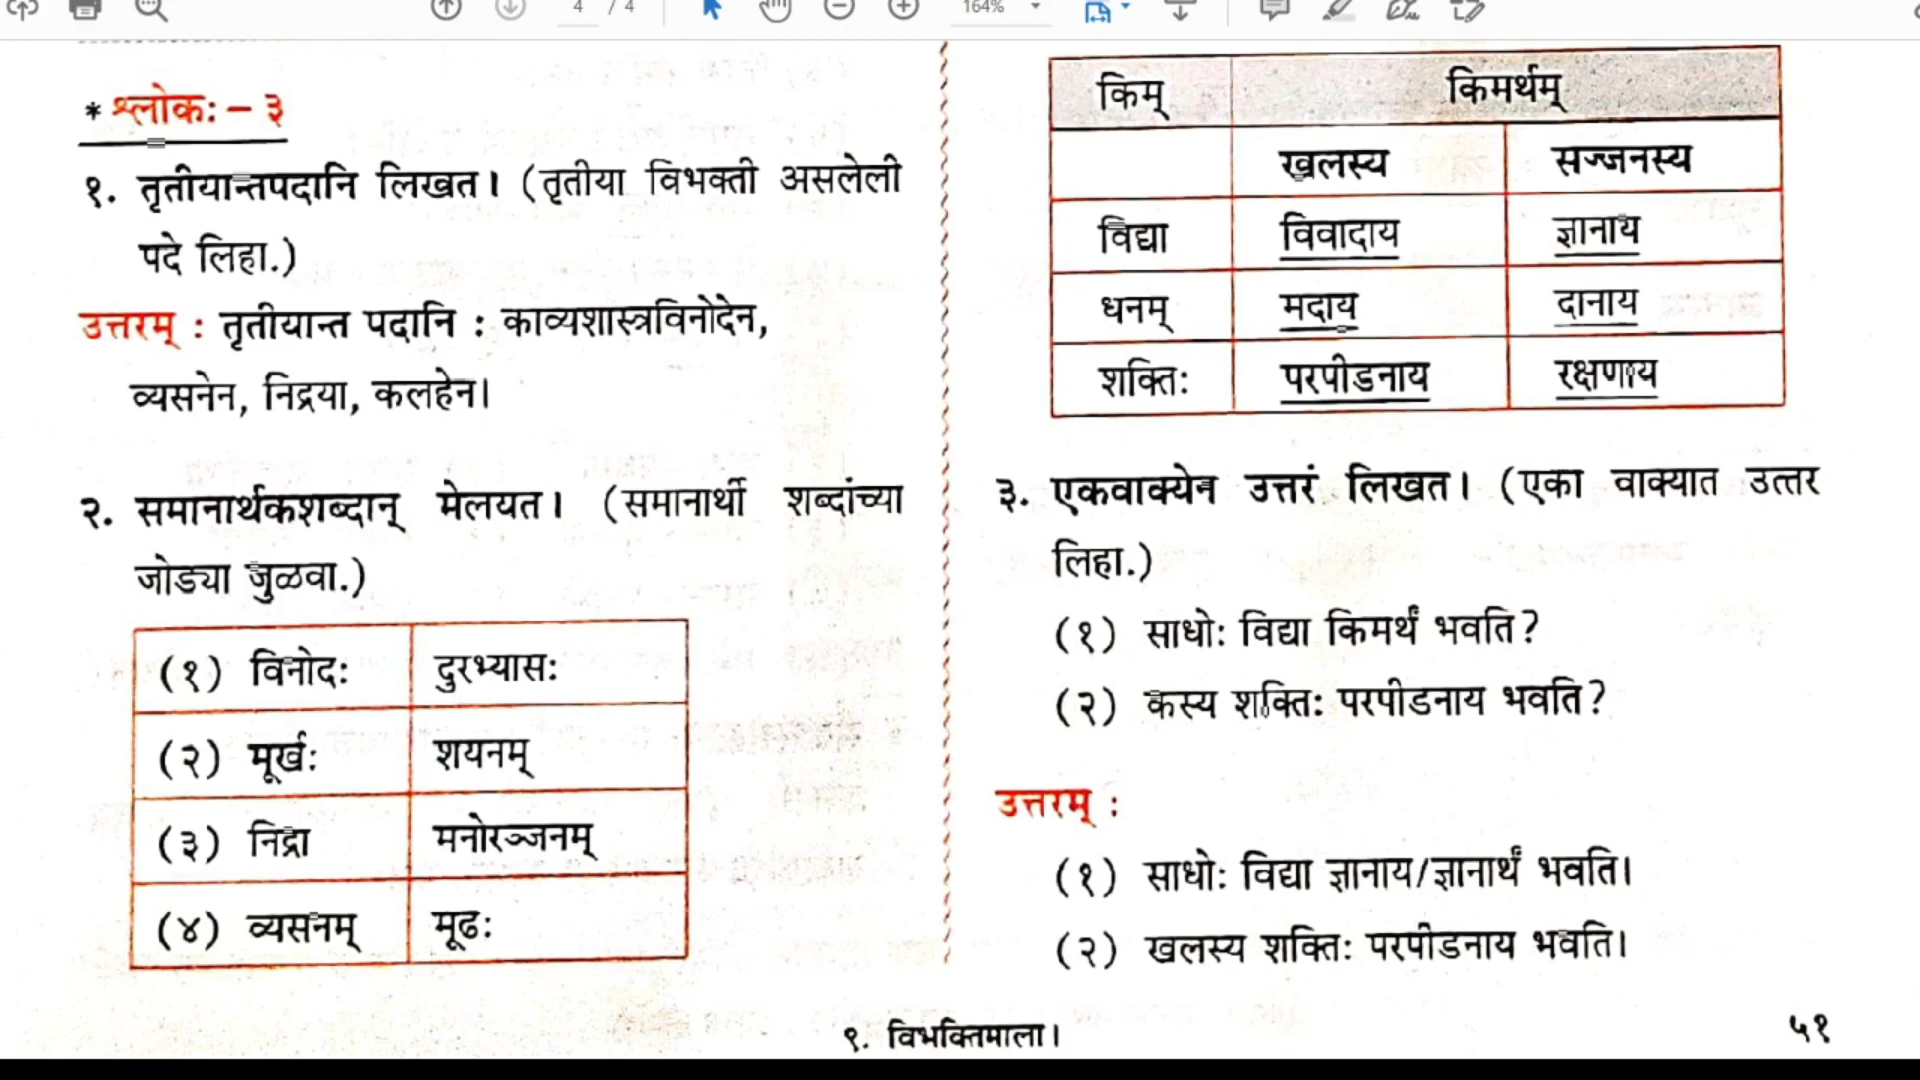 4 / 4
164%
* श्लोकः – ३
१. तृतीयान्तपदानि लिखत। (तृतीया विभक्ती असलेली
पदे लिहा.)
उत्तरम् : तृतीयान्त पदानि : काव्यशास्त्रविनोदेन,
व्यसनेन, निद्रया, कलहेन।
२. समानार्थकशब्दान् मेलयत। (समानार्थी शब्दांच्या
जोड्या जुळवा.)
(१) विनोदः दुरभ्यासः
(२) मूर्खः शयनम्
(३) निद्रा मनोरञ्जनम्
(४) व्यसनम् मूढः
किम् किमर्थम्
खलस्य सज्जनस्य
विद्या विवादाय ज्ञानाय
धनम् मदाय दानाय
शक्तिः परपीडनाय रक्षणाय
३. एकवाक्येन उत्तरं लिखत। (एका वाक्यात उत्तर
लिहा.)
(१) साधोः विद्या किमर्थं भवति?
(२) कस्य शक्तिः परपीडनाय भवति?
उत्तरम् :
(१) साधोः विद्या ज्ञानाय/ज्ञानार्थं भवति।
(२) खलस्य शक्तिः परपीडनाय भवति।
९. विभक्तिमाला।
५१